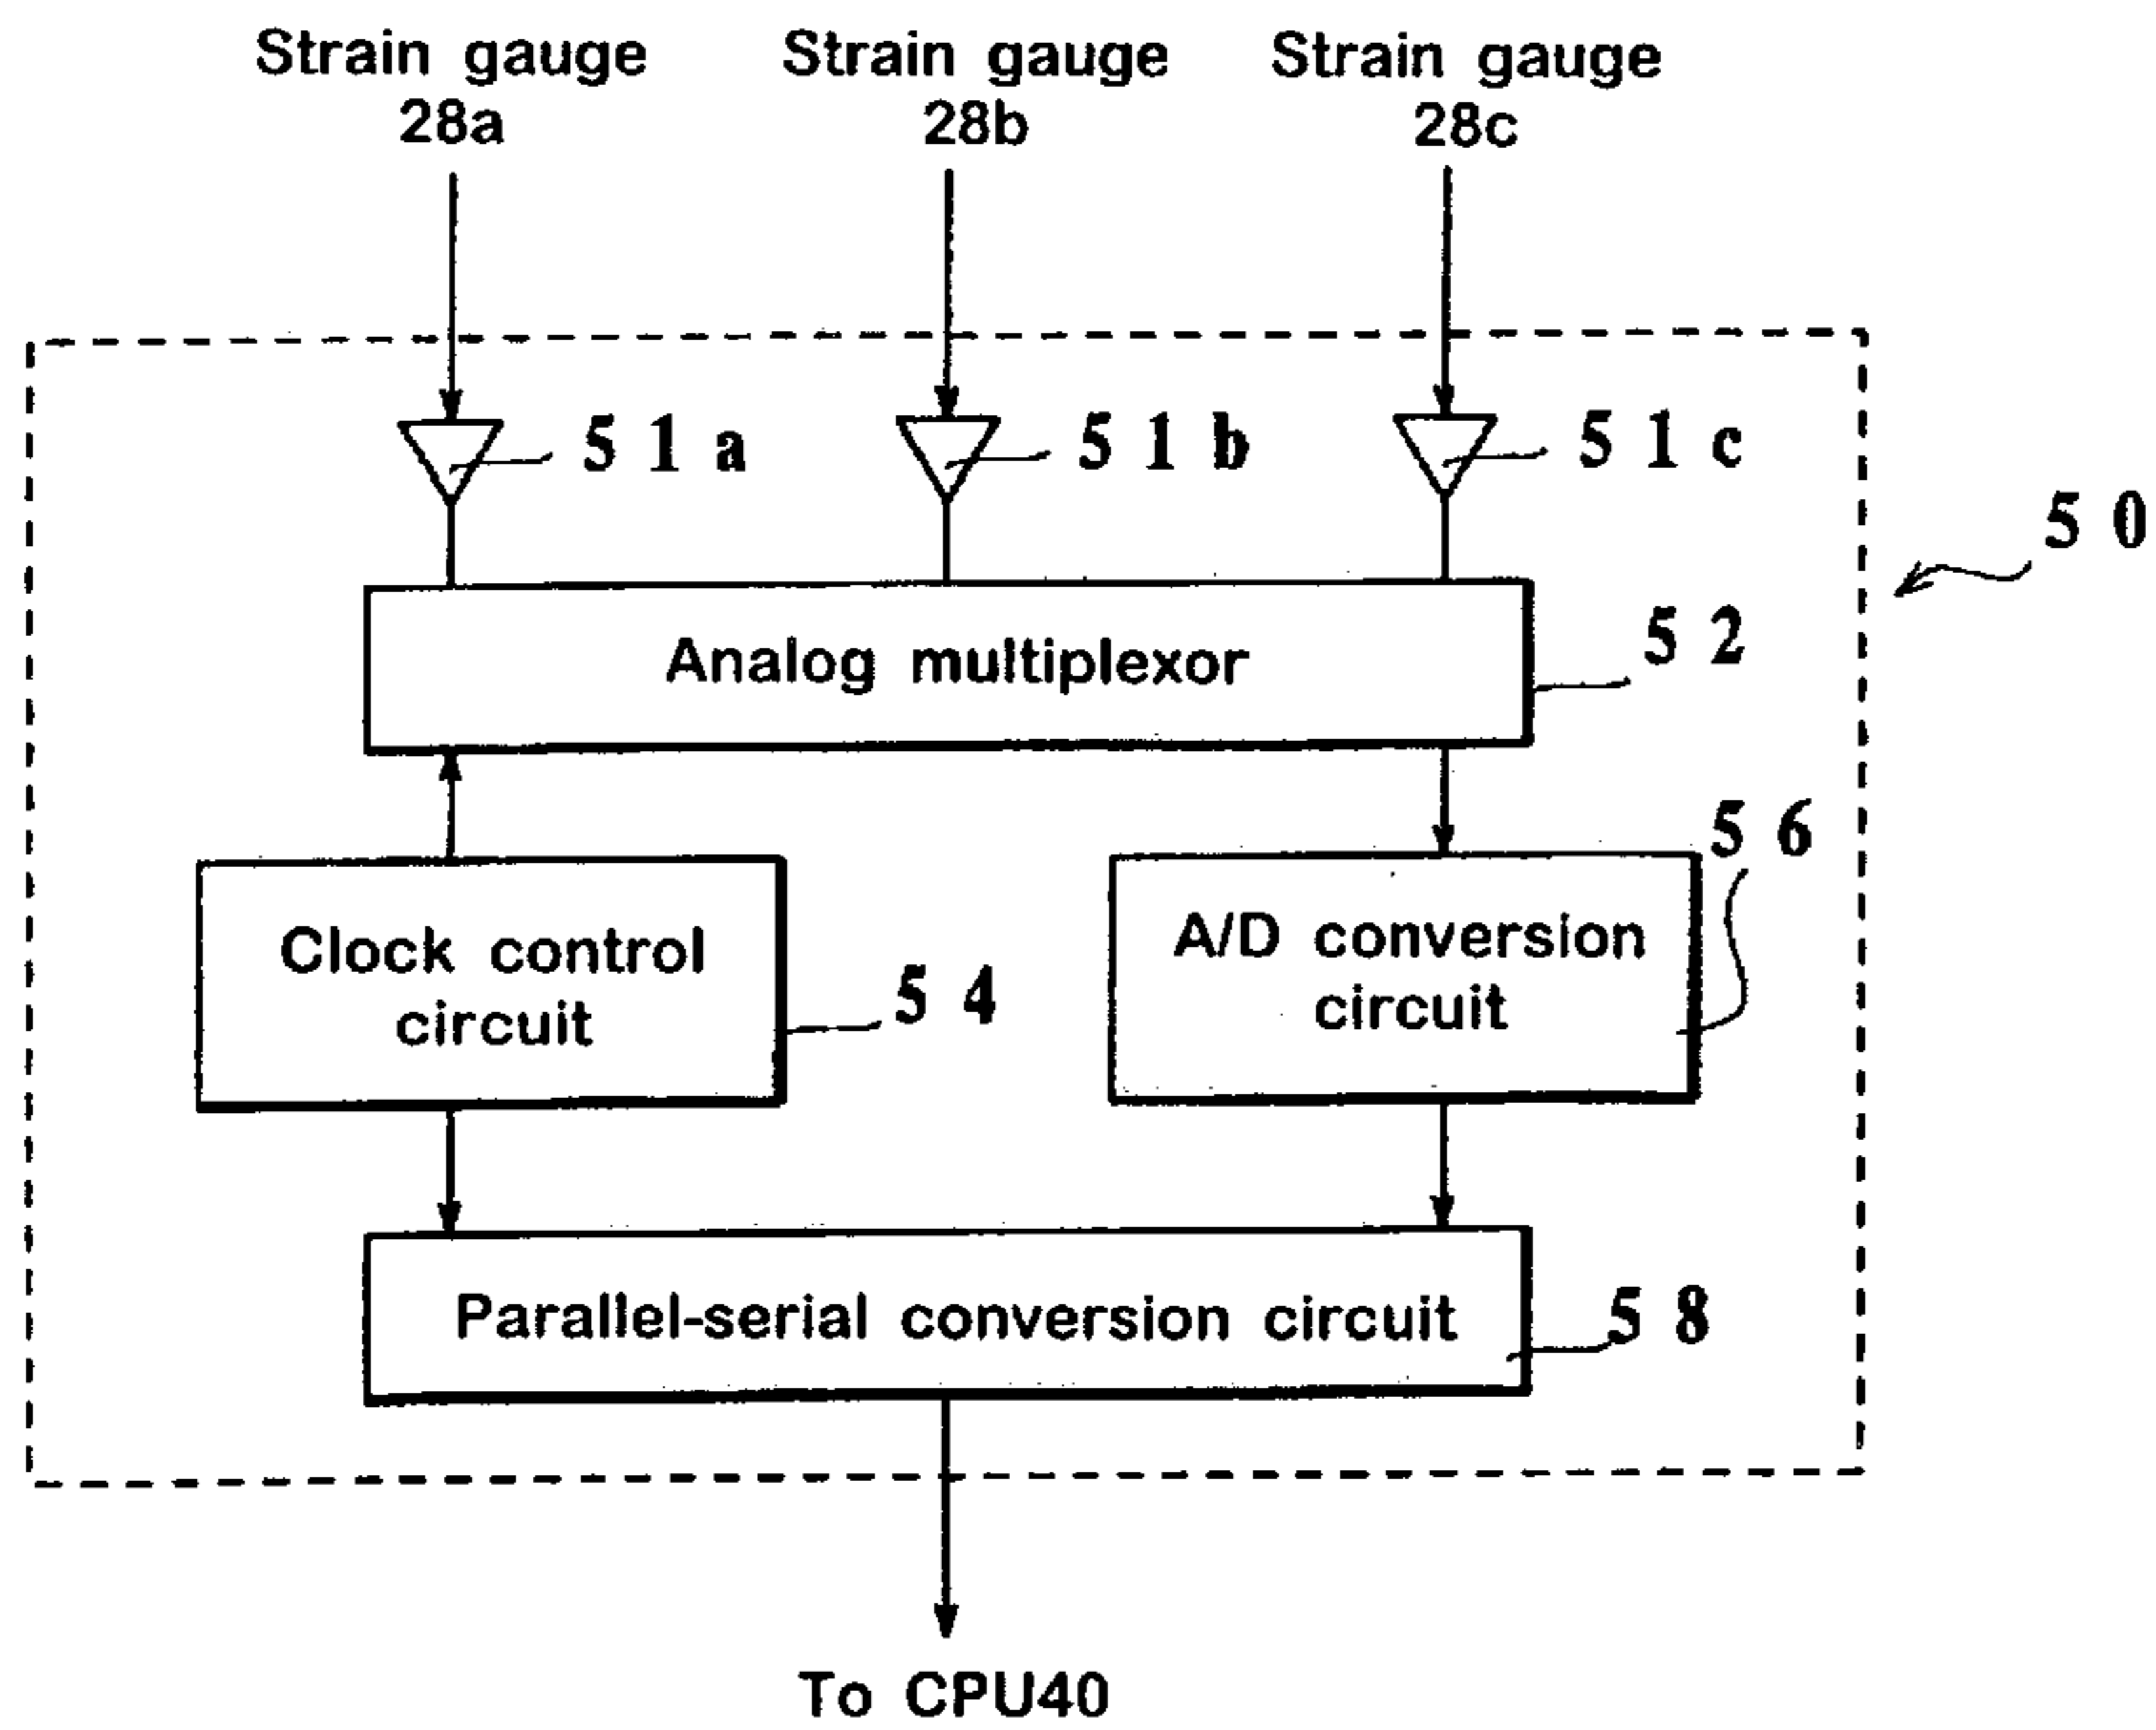 Strain gauge
28a
Strain gauge
28b
Strain gauge
28c
51a
51b
51c
50
Analog multiplexor
52
Clock control
circuit
54
A/D conversion
circuit
56
Parallel-serial conversion circuit
58
To CPU40